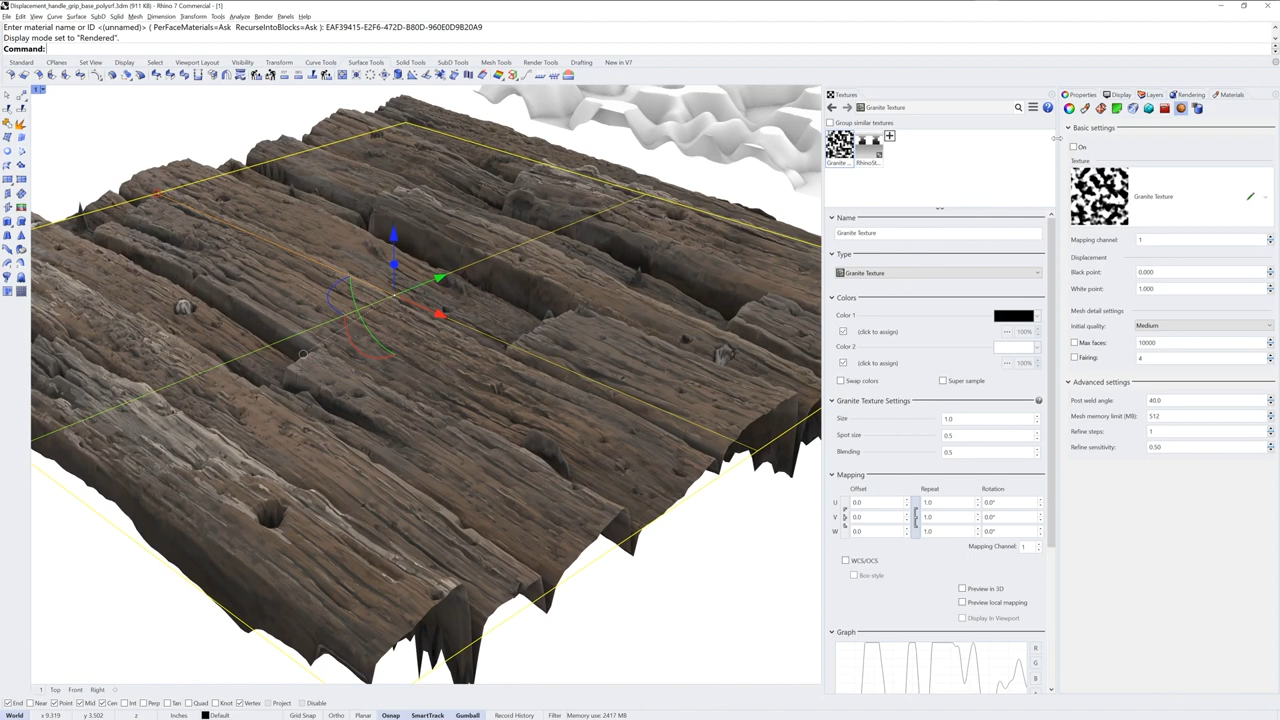 Displacement_handle_grip_base_polysrf.3dm (911 KB) - Rhino 7 Commercial - [1]
File Edit View Curve Surface SubD Solid Mesh Dimension Transform Tools Analyze Render Panels Help
Enter material name or ID <(unnamed)> ( PerFaceMaterials=Ask RecurseIntoBlocks=Ask ): EAF39415-E2F6-472D-B80D-960E0D9B20A9
Display mode set to "Rendered".
Command:
Standard CPlanes Set View Display Select Viewport Layout Visibility Transform Curve Tools Surface Tools Solid Tools SubD Tools Mesh Tools Render Tools Drafting New in V7
Textures
Granite Texture
Group similar textures
Granite ... RhinoSt...
Name
Granite Texture
Type
Granite Texture
Colors
Color 1
(click to assign) 100%
Color 2
(click to assign) 100%
Swap colors Super sample
Granite Texture Settings
Size 1.0
Spot size 0.5
Blending 0.5
Mapping
Offset Repeat Rotation
U 0.0 1.0 0.0°
V 0.0 1.0 0.0°
W 0.0 1.0 0.0°
Mapping Channel: 1
WCS/OCS
Box-style
Preview in 3D
Preview local mapping
Display In Viewport
Graph
R
G
B
Properties Display Layers Rendering Materials
Basic settings
On
Texture
Granite Texture
Mapping channel: 1
Displacement
Black point: 0.000
White point: 1.000
Mesh detail settings
Initial quality: Medium
Max faces: 10000
Fairing: 4
Advanced settings
Post weld angle: 40.0
Mesh memory limit (MB): 512
Refine steps: 1
Refine sensitivity: 0.50
1 Top Front Right
End Near Point Mid Cen Int Perp Tan Quad Knot Vertex Project Disable
World x 9.319 y 3.502 z Inches Default Grid Snap Ortho Planar Osnap SmartTrack Gumball Record History Filter Memory use: 2417 MB